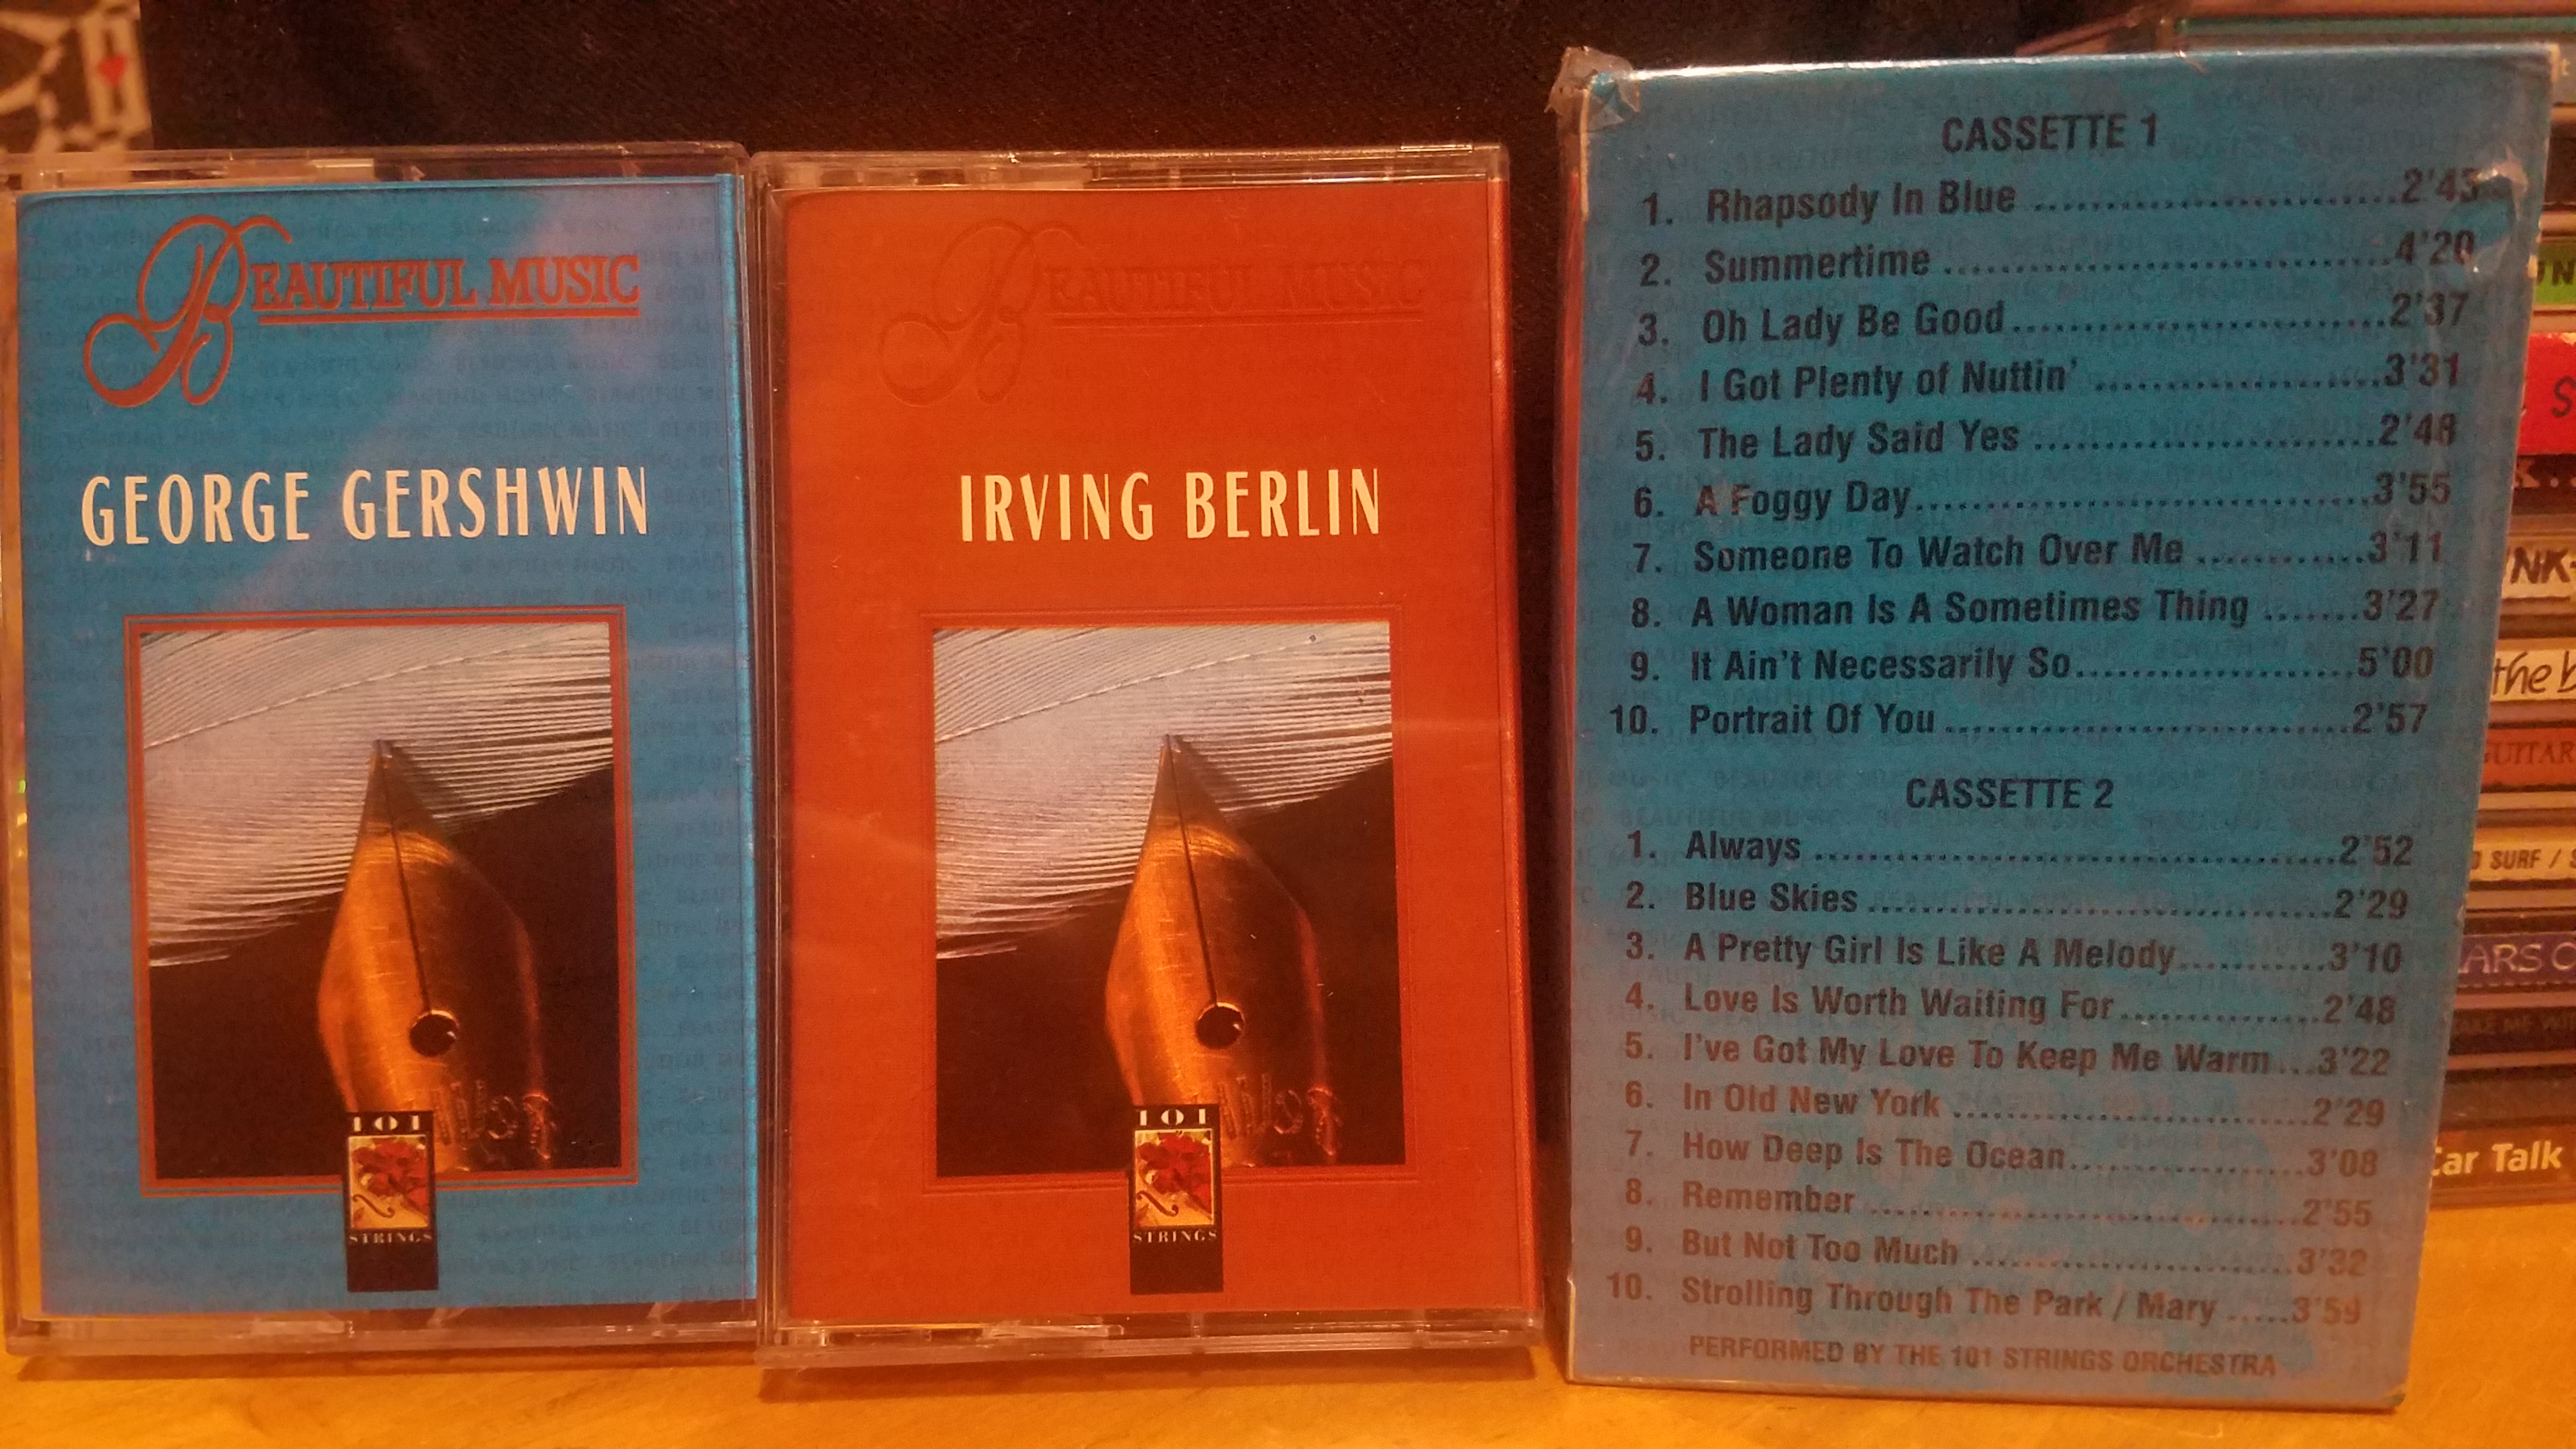 BEAUTIFUL MUSIC
GEORGE GERSHWIN
101
STRINGS
BEAUTIFUL MUSIC
IRVING BERLIN
101
STRINGS
CASSETTE 1
1. Rhapsody In Blue ..........................2'45
2. Summertime ................................4'20
3. Oh Lady Be Good...........................2'37
4. I Got Plenty of Nuttin' ....................3'31
5. The Lady Said Yes .........................2'48
6. A Foggy Day.................................3'55
7. Someone To Watch Over Me ............3'11
8. A Woman Is A Sometimes Thing .......3'27
9. It Ain't Necessarily So.....................5'00
10. Portrait Of You .............................2'57
CASSETTE 2
1. Always .......................................2'52
2. Blue Skies ..................................2'29
3. A Pretty Girl Is Like A Melody...........3'10
4. Love Is Worth Waiting For...............2'48
5. I've Got My Love To Keep Me Warm...3'22
6. In Old New York ...........................2'29
7. How Deep Is The Ocean..................3'08
8. Remember ..................................2'55
9. But Not Too Much ........................3'32
10. Strolling Through The Park / Mary .....3'59
PERFORMED BY THE 101 STRINGS ORCHESTRA
the b
GUITAR
SURF /
ARS
Car Talk